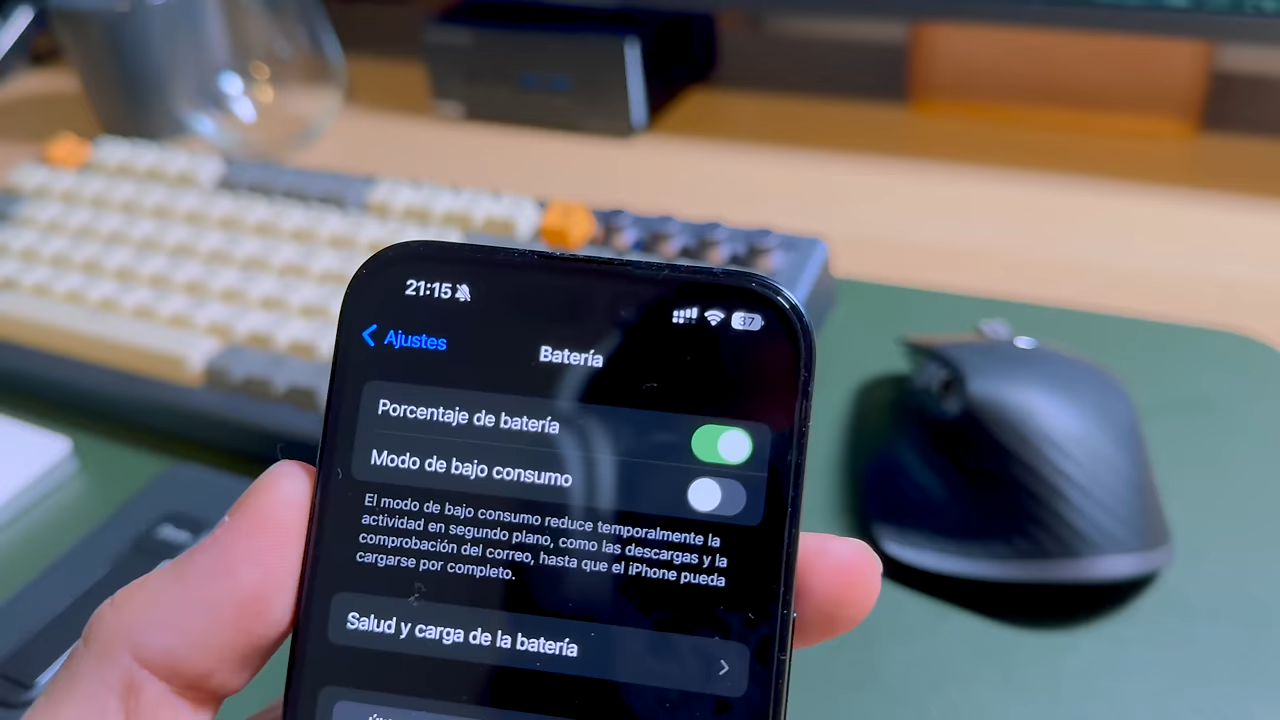 21:15
37
Ajustes
Batería
Porcentaje de batería
Modo de bajo consumo
El modo de bajo consumo reduce temporalmente la
actividad en segundo plano, como las descargas y la
comprobación del correo, hasta que el iPhone pueda
cargarse por completo.
Salud y carga de la batería